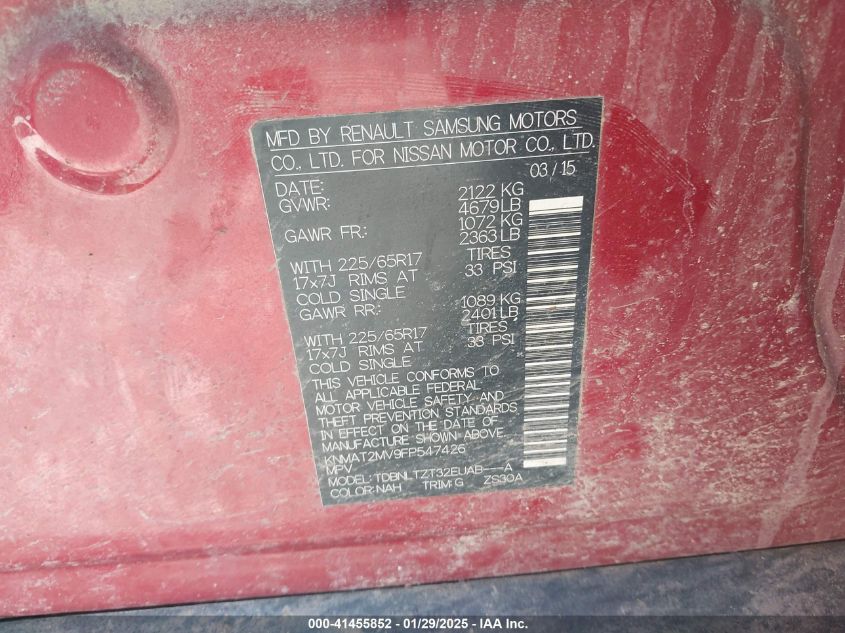 MFD BY RENAULT SAMSUNG MOTORS
CO., LTD. FOR NISSAN MOTOR CO., LTD.
03/15
DATE:
GVWR: 2122 KG
4679LB
GAWR FR.: 1072 KG
2363LB
WITH 225/65R17 TIRES
17x7J RIMS AT 33 PSI
COLD SINGLE
GAWR RR.: 1089 KG
2401LB
WITH 225/65R17 TIRES
17x7J RIMS AT 33 PSI
COLD SINGLE
THIS VEHICLE CONFORMS TO
ALL APPLICABLE FEDERAL
MOTOR VEHICLE SAFETY AND
THEFT PREVENTION STANDARDS
IN EFFECT ON THE DATE OF
MANUFACTURE SHOWN ABOVE.
KNMAT2MV9FP547426
MPV
MODEL:TDBNLTZT32EUAB---A
COLOR:NAH TRIM:G ZS30A
000-41455852 - 01/29/2025 - IAA Inc.